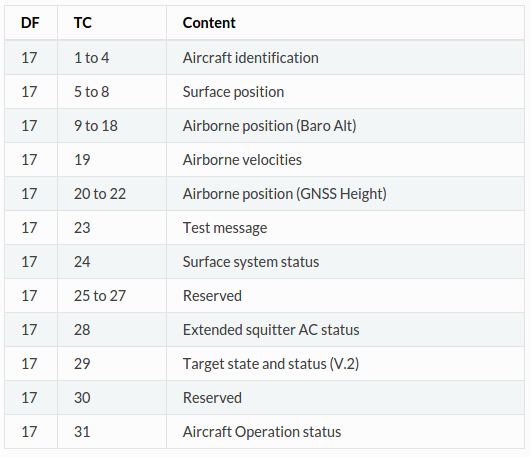 DF TC Content
17 1 to 4 Aircraft identification
17 5 to 8 Surface position
17 9 to 18 Airborne position (Baro Alt)
17 19 Airborne velocities
17 20 to 22 Airborne position (GNSS Height)
17 23 Test message
17 24 Surface system status
17 25 to 27 Reserved
17 28 Extended squitter AC status
17 29 Target state and status (V.2)
17 30 Reserved
17 31 Aircraft Operation status